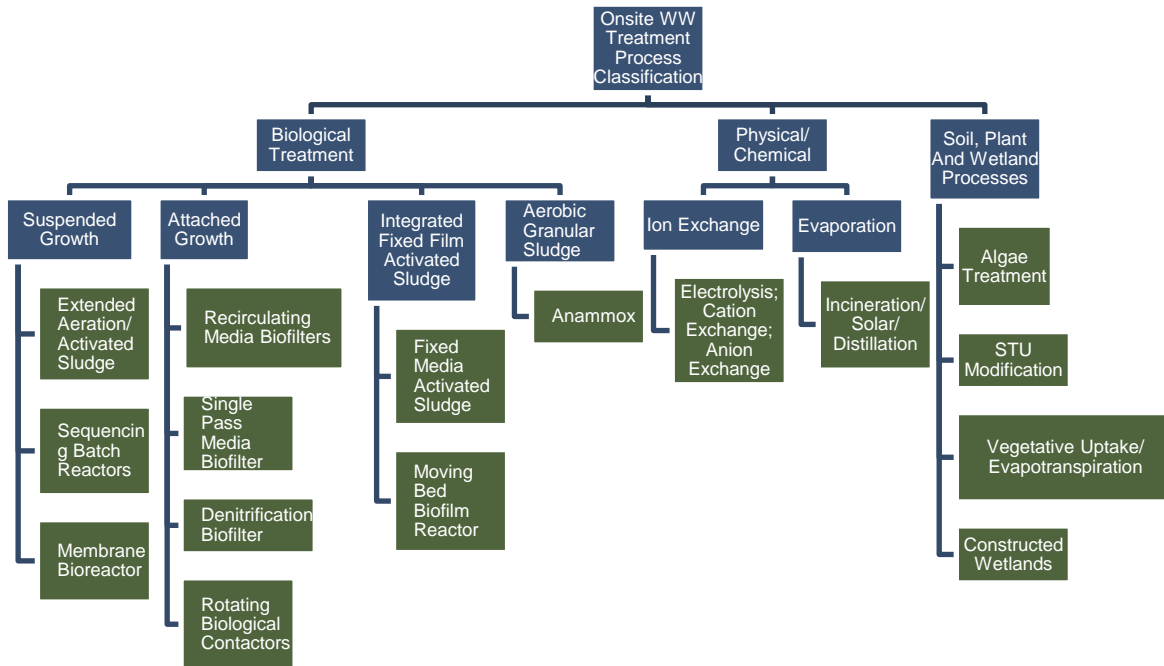 Onsite WW
Treatment
Process
Classification
Biological
Treatment
Physical/
Chemical
Soil, Plant
And Wetland
Processes
Suspended
Growth
Attached
Growth
Integrated
Fixed Film
Activated
Sludge
Aerobic
Granular
Sludge
Ion Exchange
Evaporation
Extended
Aeration/
Activated
Sludge
Sequencin
g Batch
Reactors
Membrane
Bioreactor
Recirculating
Media Biofilters
Single
Pass
Media
Biofilter
Denitrification
Biofilter
Rotating
Biological
Contactors
Fixed
Media
Activated
Sludge
Moving
Bed
Biofilm
Reactor
Anammox
Electrolysis;
Cation
Exchange;
Anion
Exchange
Incineration/
Solar/
Distillation
Algae
Treatment
STU
Modification
Vegetative Uptake/
Evapotranspiration
Constructed
Wetlands